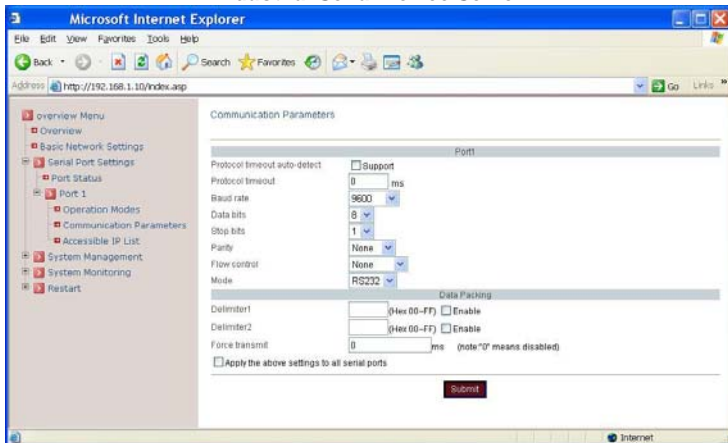 Microsoft Internet Explorer
File Edit View Favorites Tools Help
Back Search Favorites
Address http://192.168.1.10/index.asp Go Links »
overview Menu
Overview
Basic Network Settings
Serial Port Settings
Port Status
Port 1
Operation Modes
Communication Parameters
Accessible IP List
System Management
System Monitoring
Restart
Communication Parameters
Port1
Protocol timeout auto-detect Support
Protocol timeout 0 ms
Baud rate 9600
Data bits 8
Stop bits 1
Parity None
Flow control None
Mode RS232
Data Packing
Delimiter1 (Hex 00~FF) Enable
Delimiter2 (Hex 00~FF) Enable
Force transmit 0 ms (note:"0" means disabled)
Apply the above settings to all serial ports
Submit
Internet